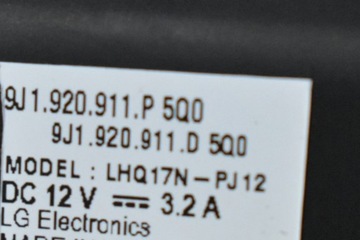 9J1.920.911.P 5Q0
9J1.920.911.D 5Q0
MODEL : LHQ17N-PJ12
DC 12 V ⎓ 3.2 A
LG Electronics